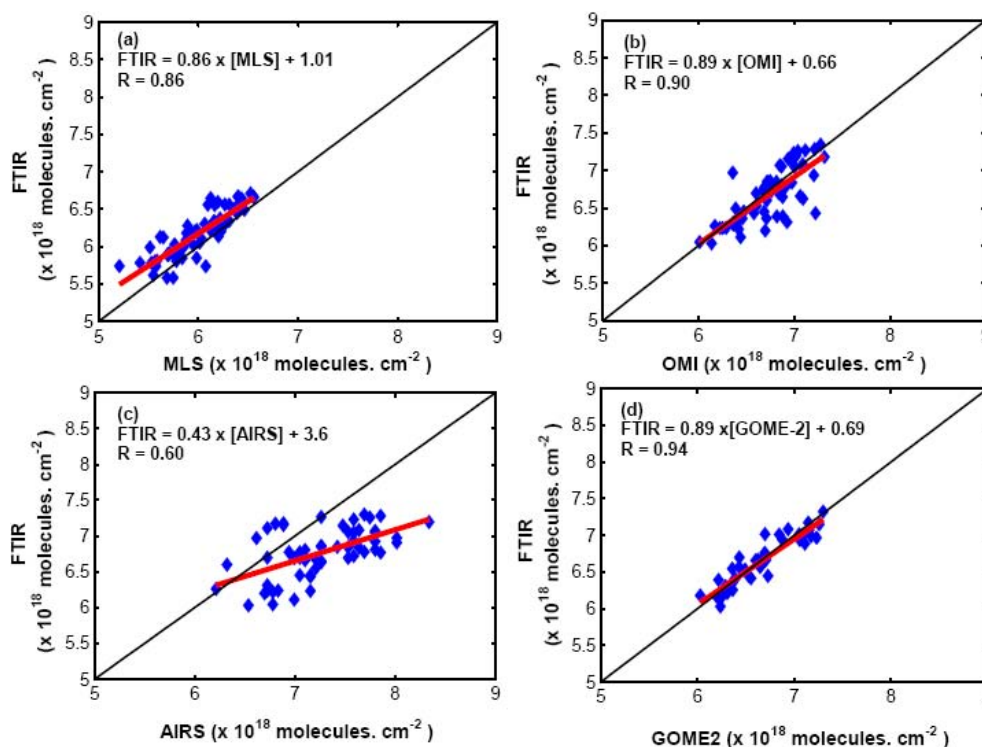 (a)
FTIR = 0.86 x [MLS] + 1.01
R = 0.86
9
8.5
8
7.5
7
6.5
6
5.5
5
FTIR
(x 10¹⁸ molecules. cm⁻²)
5 6 7 8 9
MLS (x 10¹⁸ molecules. cm⁻²)
(b)
FTIR = 0.89 x [OMI] + 0.66
R = 0.90
9
8.5
8
7.5
7
6.5
6
5.5
5
FTIR
(x 10¹⁸ molecules. cm⁻²)
5 6 7 8
OMI (x 10¹⁸ molecules. cm⁻²)
(c)
FTIR = 0.43 x [AIRS] + 3.6
R = 0.60
9
8.5
8
7.5
7
6.5
6
5.5
5
FTIR
(x 10¹⁸ molecules. cm⁻²)
5 6 7 8 9
AIRS (x 10¹⁸ molecules. cm⁻²)
(d)
FTIR = 0.89 x[GOME-2] + 0.69
R = 0.94
9
8.5
8
7.5
7
6.5
6
5.5
5
FTIR
(x 10¹⁸ molecules. cm⁻²)
5 6 7 8
GOME2 (x 10¹⁸ molecules. cm⁻²)